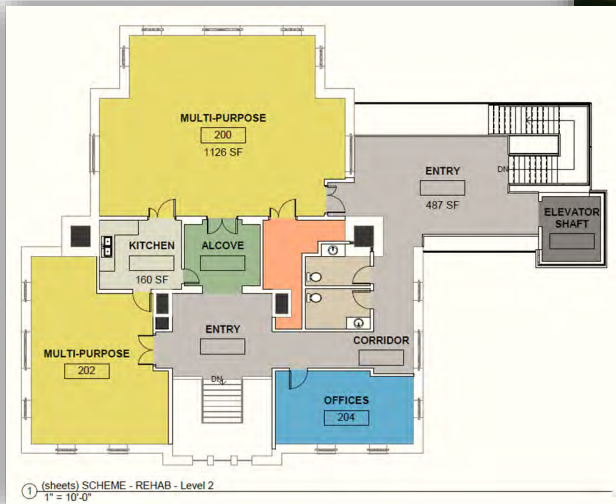 MULTI-PURPOSE
200
1126 SF
ENTRY
487 SF
DN
ELEVATOR
SHAFT
KITCHEN
160 SF
ALCOVE
MULTI-PURPOSE
202
ENTRY
DN
CORRIDOR
OFFICES
204
1 (sheets) SCHEME - REHAB - Level 2
1" = 10'-0"